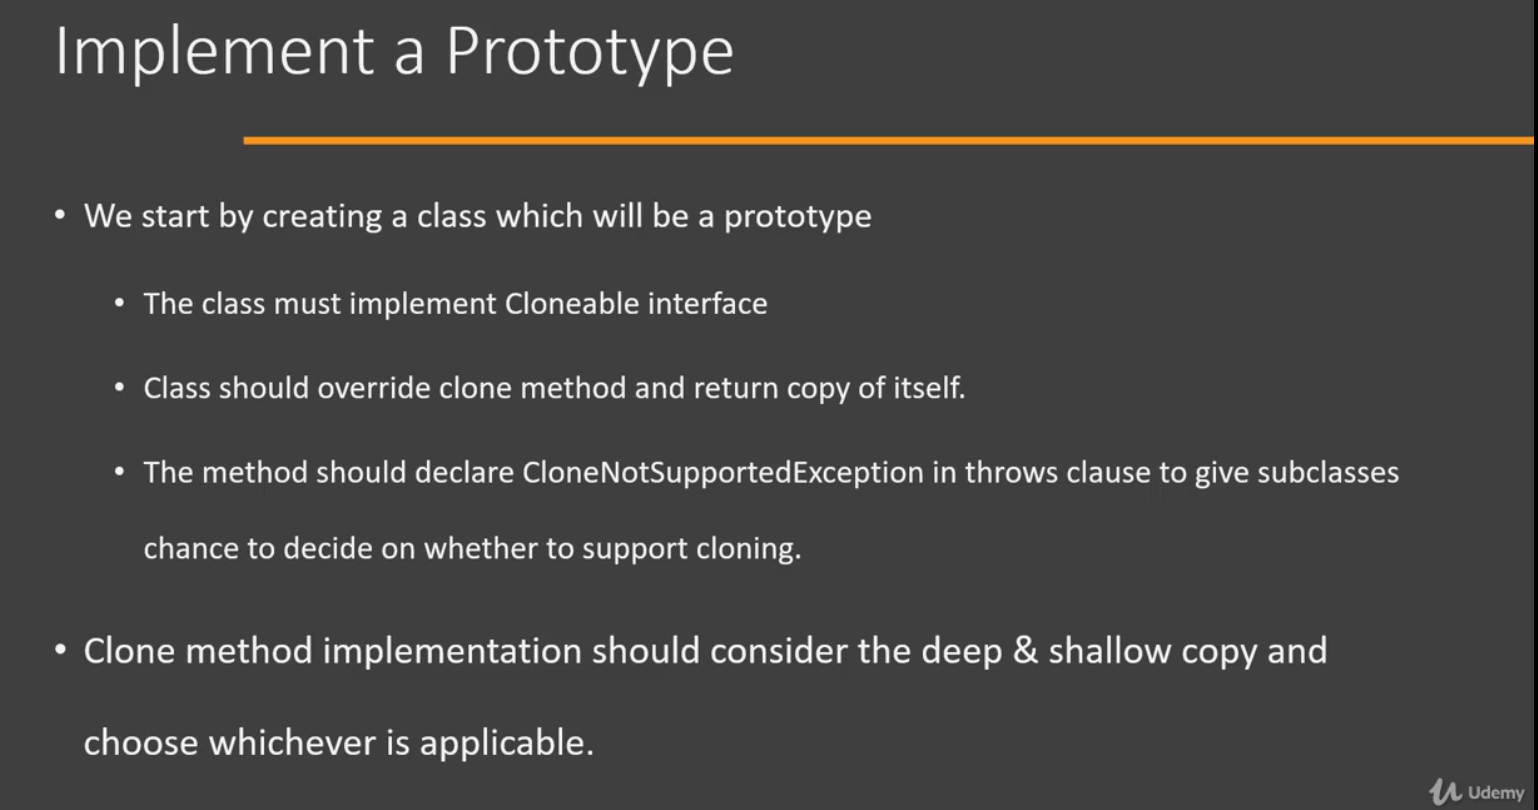 Implement a Prototype
• We start by creating a class which will be a prototype
• The class must implement Cloneable interface
• Class should override clone method and return copy of itself.
• The method should declare CloneNotSupportedException in throws clause to give subclasses
chance to decide on whether to support cloning.
• Clone method implementation should consider the deep & shallow copy and
choose whichever is applicable.
Udemy